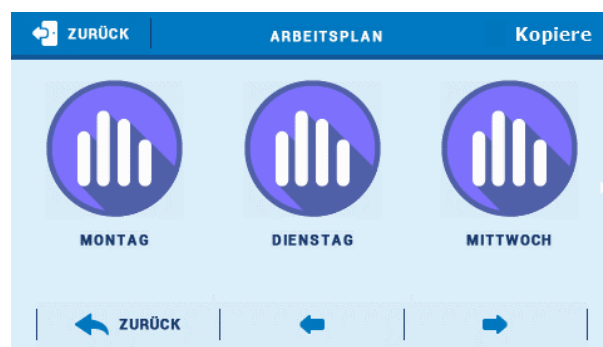 ZURÜCK ARBEITSPLAN Kopiere
MONTAG DIENSTAG MITTWOCH
ZURÜCK